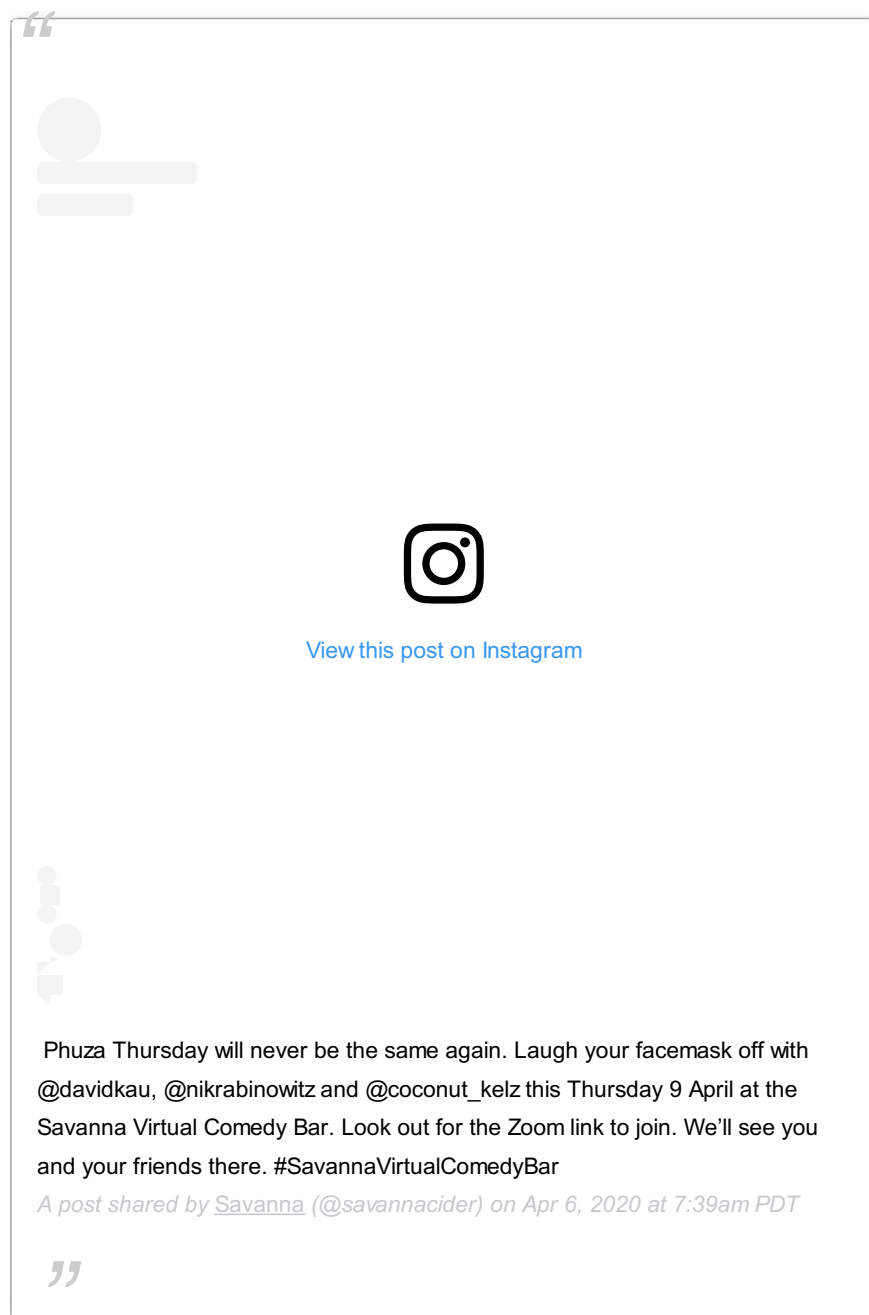 “
View this post on Instagram
Phuza Thursday will never be the same again. Laugh your facemask off with
@davidkau, @nikrabinowitz and @coconut_kelz this Thursday 9 April at the
Savanna Virtual Comedy Bar. Look out for the Zoom link to join. We’ll see you
and your friends there. #SavannaVirtualComedyBar
A post shared by Savanna (@savannacider) on Apr 6, 2020 at 7:39am PDT
”